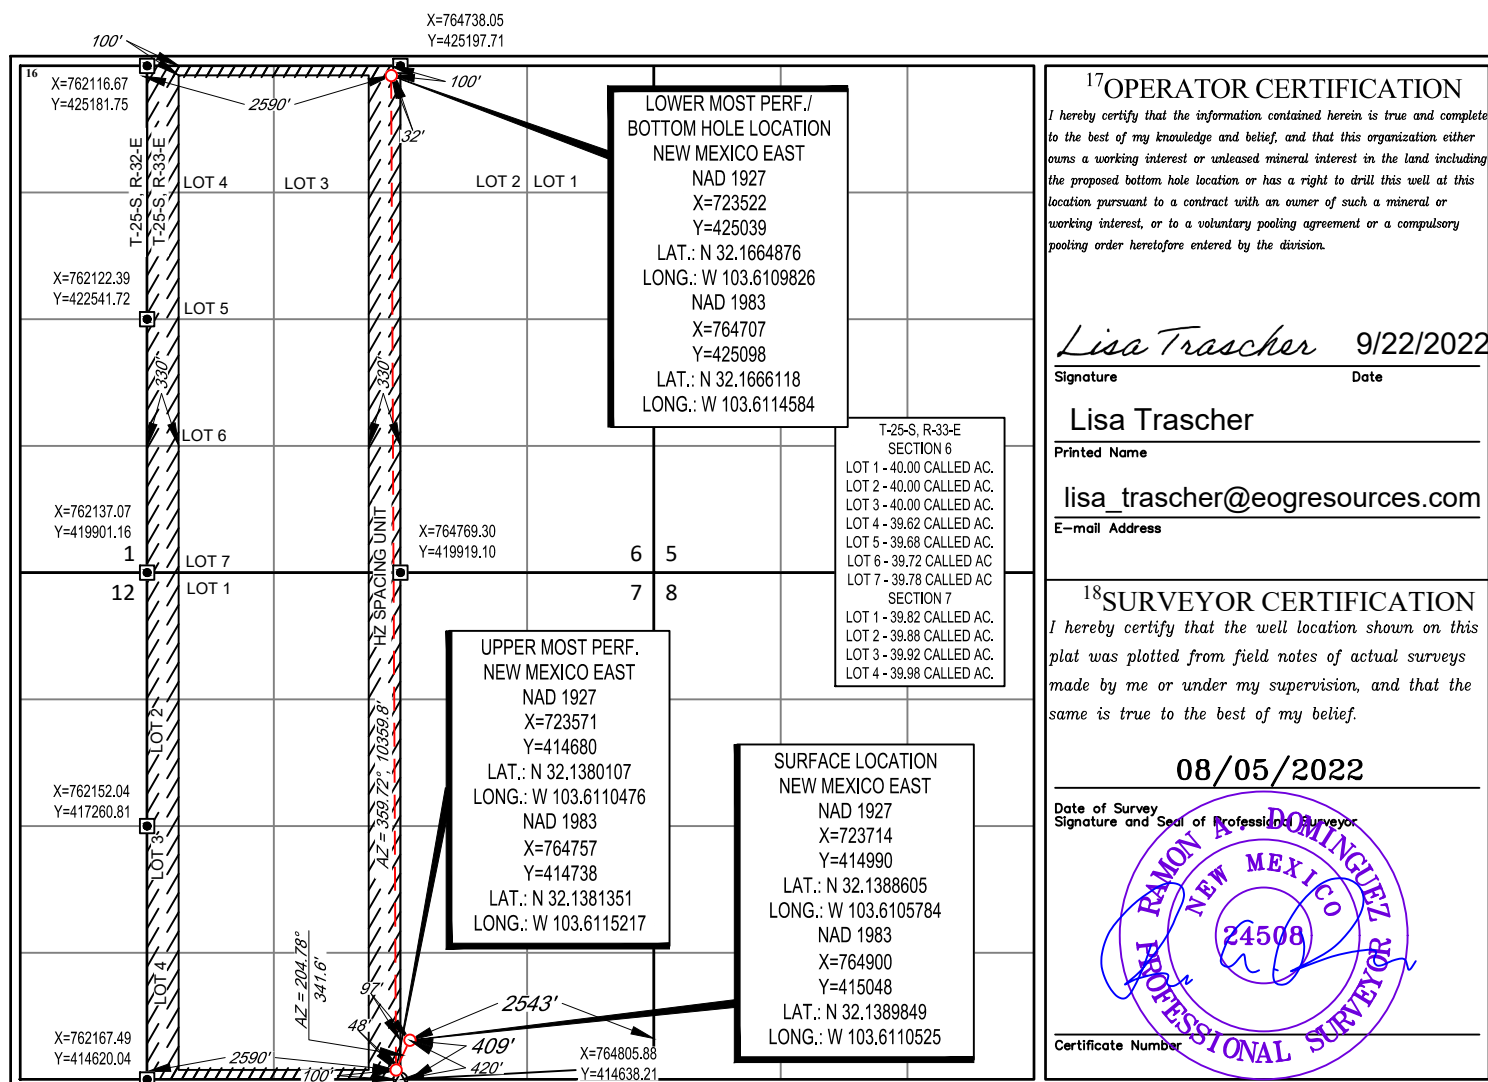 X=764738.05
Y=425197.71
100'
16
X=762116.67
Y=425181.75
2590'
100'
32'
T-25-S, R-32-E
T-25-S, R-33-E
LOT 4
LOT 3
LOT 2
LOT 1
LOWER MOST PERF./
BOTTOM HOLE LOCATION
NEW MEXICO EAST
NAD 1927
X=723522
Y=425039
LAT.: N 32.1664876
LONG.: W 103.6109826
NAD 1983
X=764707
Y=425098
LAT.: N 32.1666118
LONG.: W 103.6114584
X=762122.39
Y=422541.72
LOT 5
330'
330'
LOT 6
T-25-S, R-33-E
SECTION 6
LOT 1 - 40.00 CALLED AC.
LOT 2 - 40.00 CALLED AC.
LOT 3 - 40.00 CALLED AC.
LOT 4 - 39.62 CALLED AC.
LOT 5 - 39.68 CALLED AC.
LOT 6 - 39.72 CALLED AC
LOT 7 - 39.78 CALLED AC
SECTION 7
LOT 1 - 39.82 CALLED AC.
LOT 2 - 39.88 CALLED AC.
LOT 3 - 39.92 CALLED AC.
LOT 4 - 39.98 CALLED AC.
X=762137.07
Y=419901.16
X=764769.30
Y=419919.10
1
LOT 7
6
5
12
LOT 1
7
8
HZ SPACING UNIT
AZ = 359.72°, 10359.8'
UPPER MOST PERF.
NEW MEXICO EAST
NAD 1927
X=723571
Y=414680
LAT.: N 32.1380107
LONG.: W 103.6110476
NAD 1983
X=764757
Y=414738
LAT.: N 32.1381351
LONG.: W 103.6115217
LOT 2
X=762152.04
Y=417260.81
LOT 3
SURFACE LOCATION
NEW MEXICO EAST
NAD 1927
X=723714
Y=414990
LAT.: N 32.1388605
LONG.: W 103.6105784
NAD 1983
X=764900
Y=415048
LAT.: N 32.1389849
LONG.: W 103.6110525
LOT 4
AZ = 204.78°
341.6'
97'
48'
2543'
409'
420'
X=762167.49
Y=414620.04
2590'
100'
X=764805.88
Y=414638.21
17 OPERATOR CERTIFICATION
I hereby certify that the information contained herein is true and complete
to the best of my knowledge and belief, and that this organization either
owns a working interest or unleased mineral interest in the land including
the proposed bottom hole location or has a right to drill this well at this
location pursuant to a contract with an owner of such a mineral or
working interest, or to a voluntary pooling agreement or a compulsory
pooling order heretofore entered by the division.
Lisa Trascher 9/22/2022
Signature Date
Lisa Trascher
Printed Name
lisa_trascher@eogresources.com
E-mail Address
18 SURVEYOR CERTIFICATION
I hereby certify that the well location shown on this
plat was plotted from field notes of actual surveys
made by me or under my supervision, and that the
same is true to the best of my belief.
08/05/2022
Date of Survey
Signature and Seal of Professional Surveyor
RAMON A. DOMINGUEZ
NEW MEXICO
24508
PROFESSIONAL SURVEYOR
Certificate Number